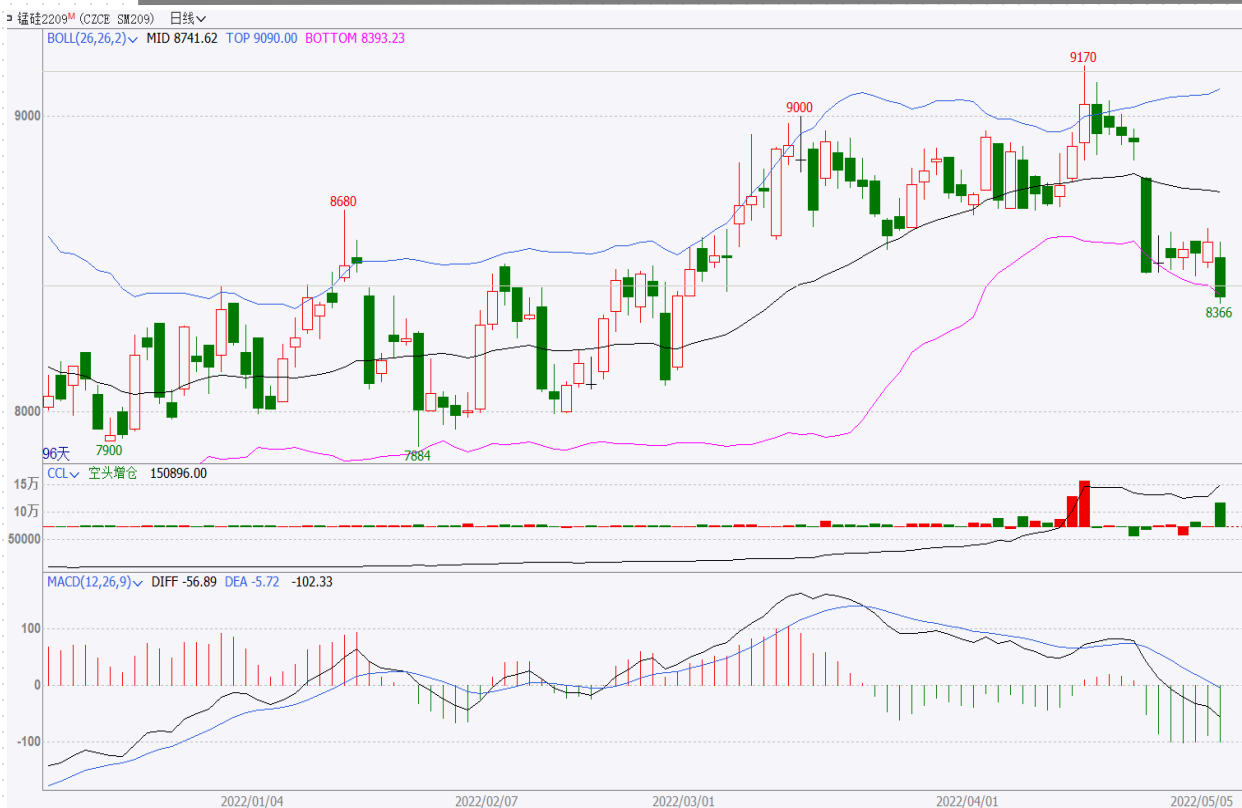 锰硅2209M (CZCE SM209) 日线
BOLL(26,26,2) MID 8741.62 TOP 9090.00 BOTTOM 8393.23
9170
9000
9000
8680
8366
8000
7900
7884
96天
CCL 空头增仓 150896.00
15万
10万
50000
MACD(12,26,9) DIFF -56.89 DEA -5.72 -102.33
100
0
-100
2022/01/04 2022/02/07 2022/03/01 2022/04/01 2022/05/05